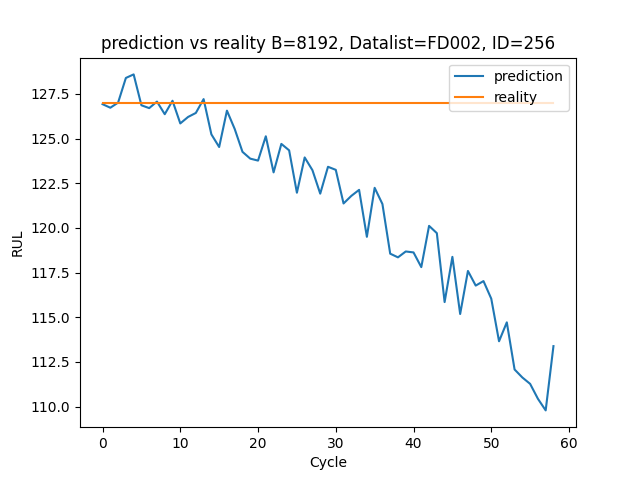 prediction vs reality B=8192, Datalist=FD002, ID=256
prediction
reality
127.5
125.0
122.5
120.0
117.5
115.0
112.5
110.0
RUL
0 10 20 30 40 50 60
Cycle